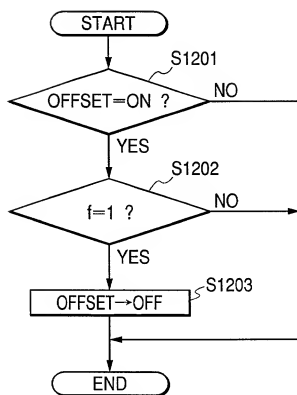 START
S1201
OFFSET=ON ?
NO
YES
S1202
f=1 ?
NO
YES
S1203
OFFSET→OFF
END